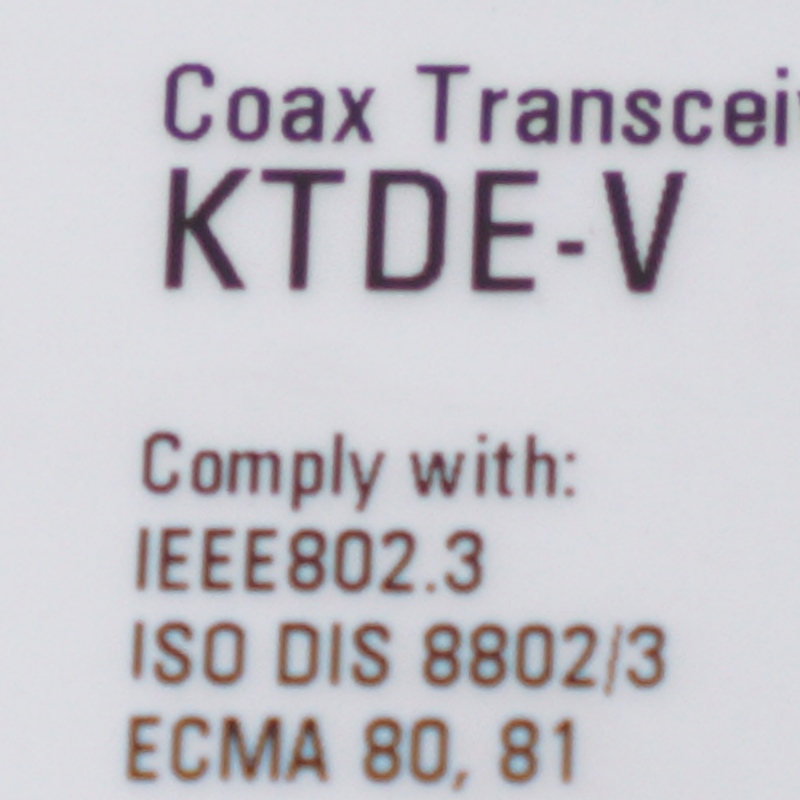 Coax Transcei
KTDE-V
Comply with:
IEEE802.3
ISO DIS 8802/3
ECMA 80, 81